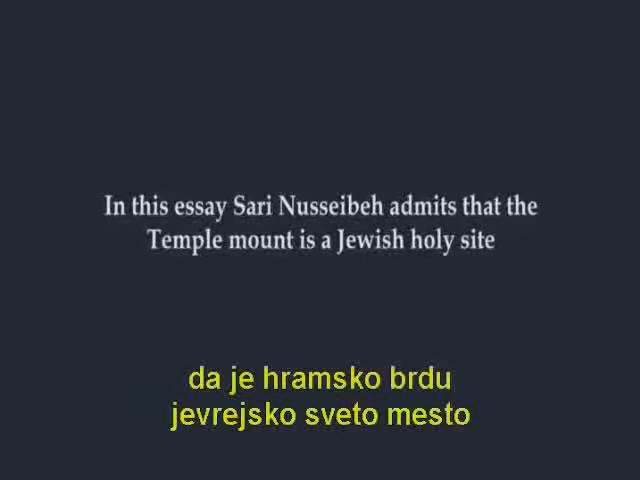 In this essay Sari Nusseibeh admits that the
Temple mount is a Jewish holy site
da je hramsko brdu
jevrejsko sveto mesto